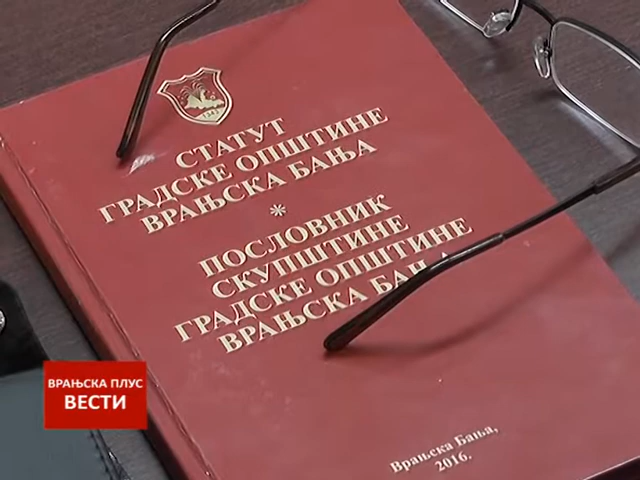 СТАТУТ
ГРАДСКЕ ОПШТИНЕ
ВРАЊСКА БАЊА
*
ПОСЛОВНИК
СКУПШТИНЕ
ГРАДСКЕ ОПШТИНЕ
ВРАЊСКА БАЊА
Врањска Бања,
2016.
ВРАЊСКА ПЛУС
ВЕСТИ